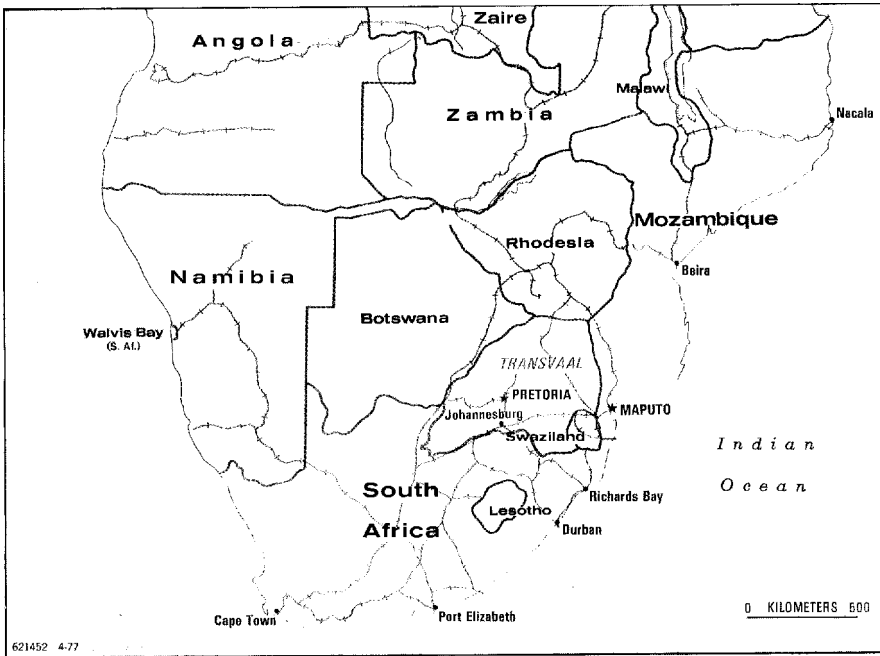 Zaire
Angola
Malawi
Zambia
Nacala
Mozambique
Rhodesia
Beira
Namibia
Botswana
Walvis Bay
(S. Af.)
TRANSVAAL
PRETORIA
MAPUTO
Johannesburg
Swaziland
Indian
Ocean
South
Africa
Richards Bay
Lesotho
Durban
Cape Town
Port Elizabeth
0 KILOMETERS 500
621452 4-77